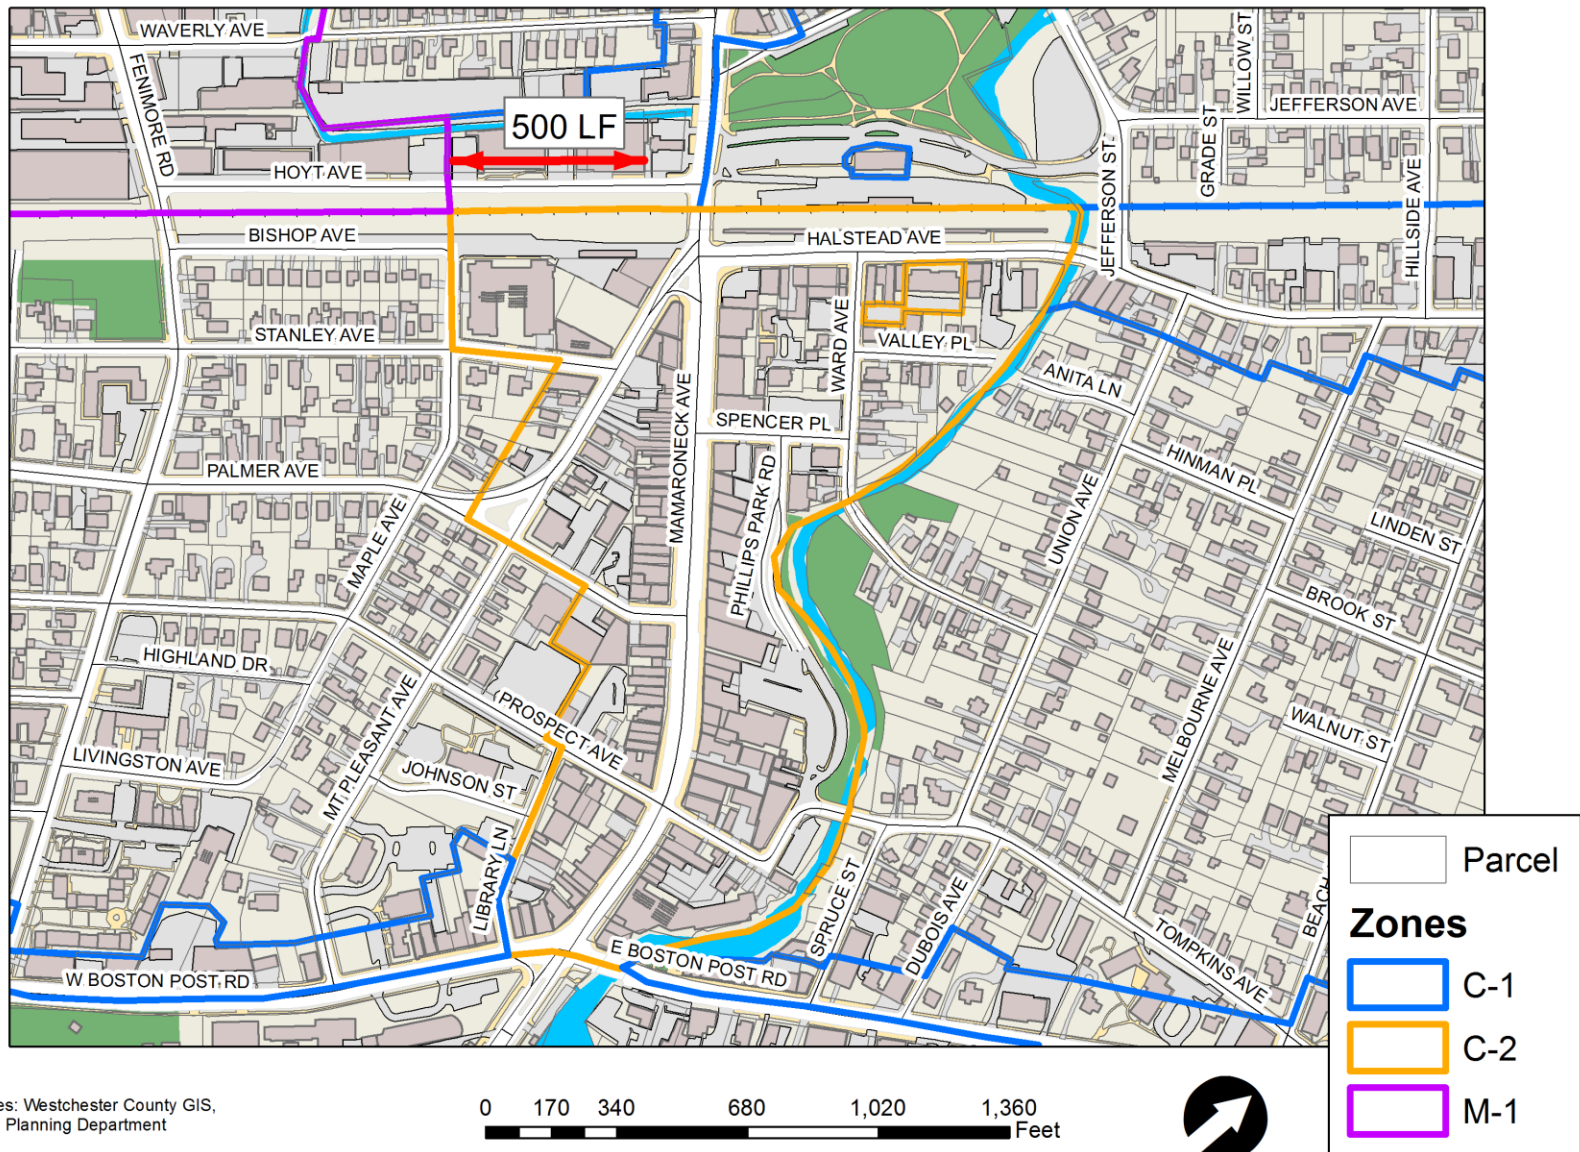 WAVERLY AVE
FENIMORE RD
500 LF
HOYT AVE
WILLOW ST
JEFFERSON AVE
GRADE ST
JEFFERSON ST
HILLSIDE AVE
BISHOP AVE
HALSTEAD AVE
STANLEY AVE
WARD AVE
VALLEY PL
ANITA LN
MAMARONECK AVE
SPENCER PL
PALMER AVE
HINMAN PL
PHILLIPS PARK RD
MAPLE AVE
UNION AVE
LINDEN ST
BROOK ST
HIGHLAND DR
MELBOURNE AVE
PROSPECT AVE
MT PLEASANT AVE
WALNUT ST
LIVINGSTON AVE
JOHNSON ST
LIBRARY LN
SPRUCE ST
DUBOIS AVE
BEACH
TOMPKINS AVE
W BOSTON POST RD
E BOSTON POST RD
Parcel
Zones
C-1
C-2
M-1
es: Westchester County GIS,
Planning Department
0 170 340 680 1,020 1,360
Feet